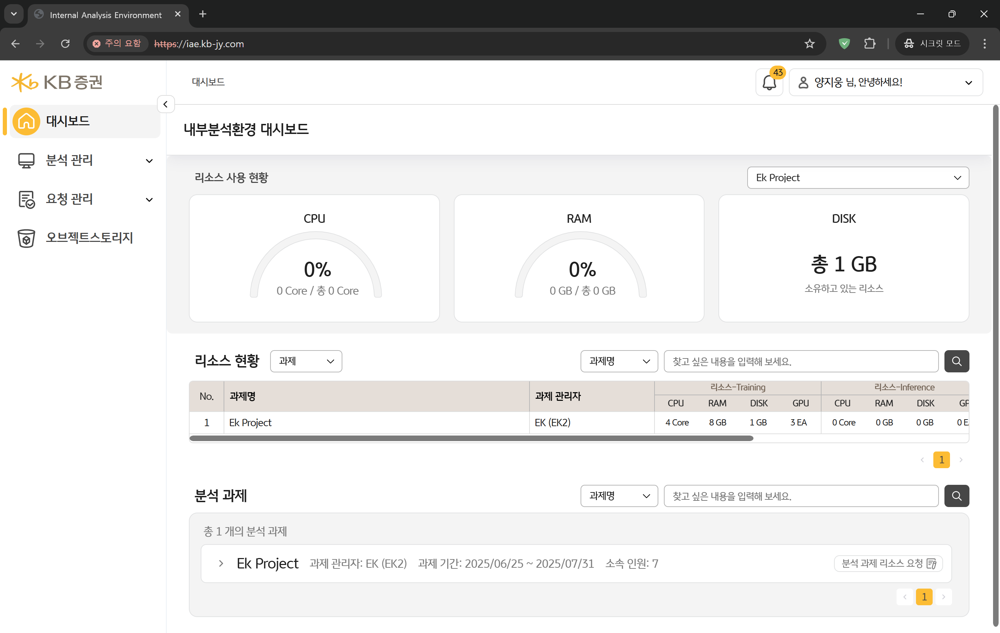 Internal Analysis Environment
주의 요함
https://iae.kb-jy.com
시크릿 모드
KB증권
대시보드
43
양지웅 님, 안녕하세요!
대시보드
분석 관리
요청 관리
오브젝트스토리지
내부분석환경 대시보드
리소스 사용 현황
Ek Project
CPU
0%
0 Core / 총 0 Core
RAM
0%
0 GB / 총 0 GB
DISK
총 1 GB
소유하고 있는 리소스
리소스 현황
과제
과제명
찾고 싶은 내용을 입력해 보세요.
No. 과제명 과제 관리자 리소스-Training 리소스-Inference
CPU RAM DISK GPU CPU RAM DISK GP
1 Ek Project EK (EK2) 4 Core 8 GB 1 GB 3 EA 0 Core 0 GB 0 GB 0 E
1
분석 과제
과제명
찾고 싶은 내용을 입력해 보세요.
총 1 개의 분석 과제
Ek Project 과제 관리자: EK (EK2) 과제 기간: 2025/06/25 ~ 2025/07/31 소속 인원: 7
분석 과제 리소스 요청
1